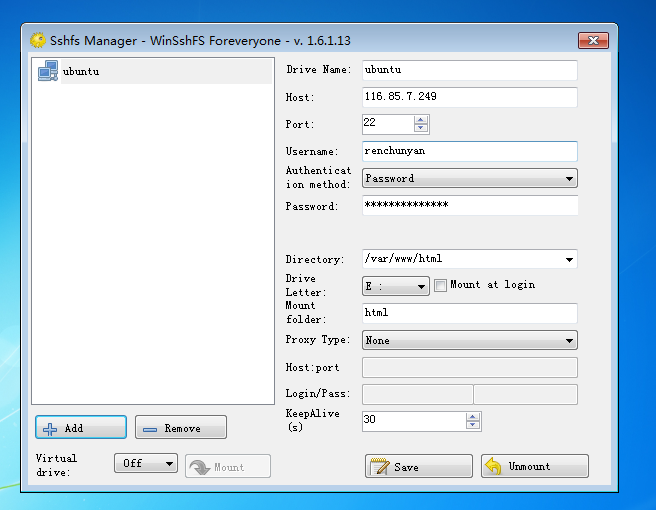 Sshfs Manager - WinSshFS Foreveryone - v. 1.6.1.13
ubuntu
Drive Name: ubuntu
Host: 116.85.7.249
Port: 22
Username: renchunyan
Authenticat
ion method: Password
Password: **************
Directory: /var/www/html
Drive
Letter: E : Mount at login
Mount
folder: html
Proxy Type: None
Host:port
Login/Pass:
KeepAlive
(s) 30
Add Remove
Virtual
drive: Off Mount
Save Unmount